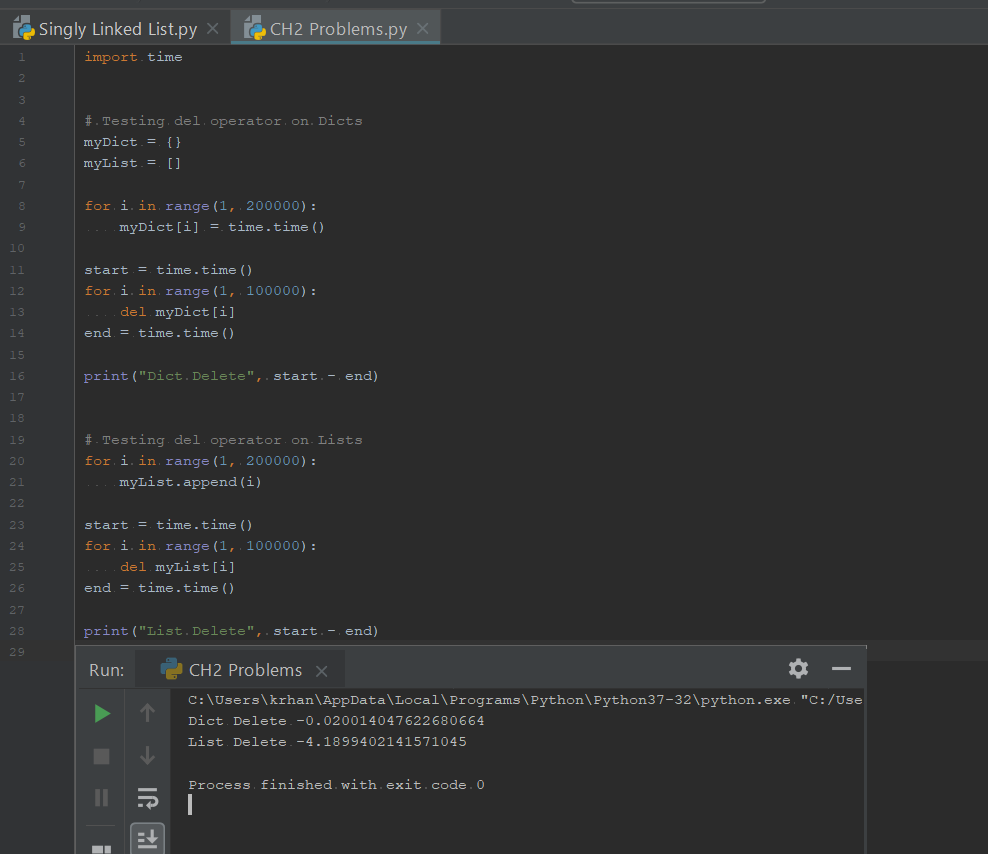 Singly Linked List.py
CH2 Problems.py
1 import time
2
3
4 # Testing del operator on Dicts
5 myDict = {}
6 myList = []
7
8 for i in range(1, 200000):
9     myDict[i] = time.time()
10
11 start = time.time()
12 for i in range(1, 100000):
13     del myDict[i]
14 end = time.time()
15
16 print("Dict Delete", start - end)
17
18
19 # Testing del operator on Lists
20 for i in range(1, 200000):
21     myList.append(i)
22
23 start = time.time()
24 for i in range(1, 100000):
25     del myList[i]
26 end = time.time()
27
28 print("List Delete", start - end)
29
Run: CH2 Problems
C:\Users\krhan\AppData\Local\Programs\Python\Python37-32\python.exe "C:/Use
Dict Delete -0.020014047622680664
List Delete -4.1899402141571045
Process finished with exit code 0